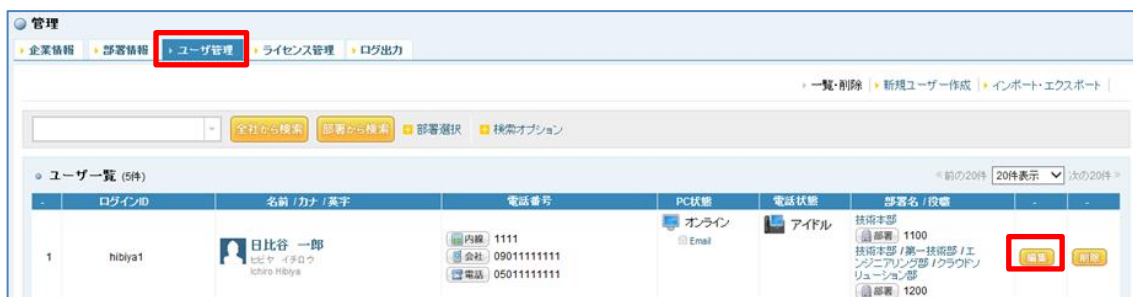 管理
企業情報 部署情報 ユーザ管理 ライセンス管理 ログ出力
一覧・削除 新規ユーザー作成 インポート・エクスポート
全社から検索 部署から検索 部署選択 検索オプション
ユーザ一覧 (5件) <前の20件 20件表示 次の20件>
- ログインID 名前 / カナ / 英字 電話番号 PC状態 電話状態 部署名 / 役職 - -
1 hibiya1
日比谷 一郎
ヒビヤ イチロウ
Ichiro Hibiya
内線 1111
会社 09011111111
電話 05011111111
オンライン
Email
アイドル
技術本部
部署 1100
技術本部 / 第一技術部 / エ
ンジニアリング部 / クラウドソ
リューション部
部署 1200
編集 削除